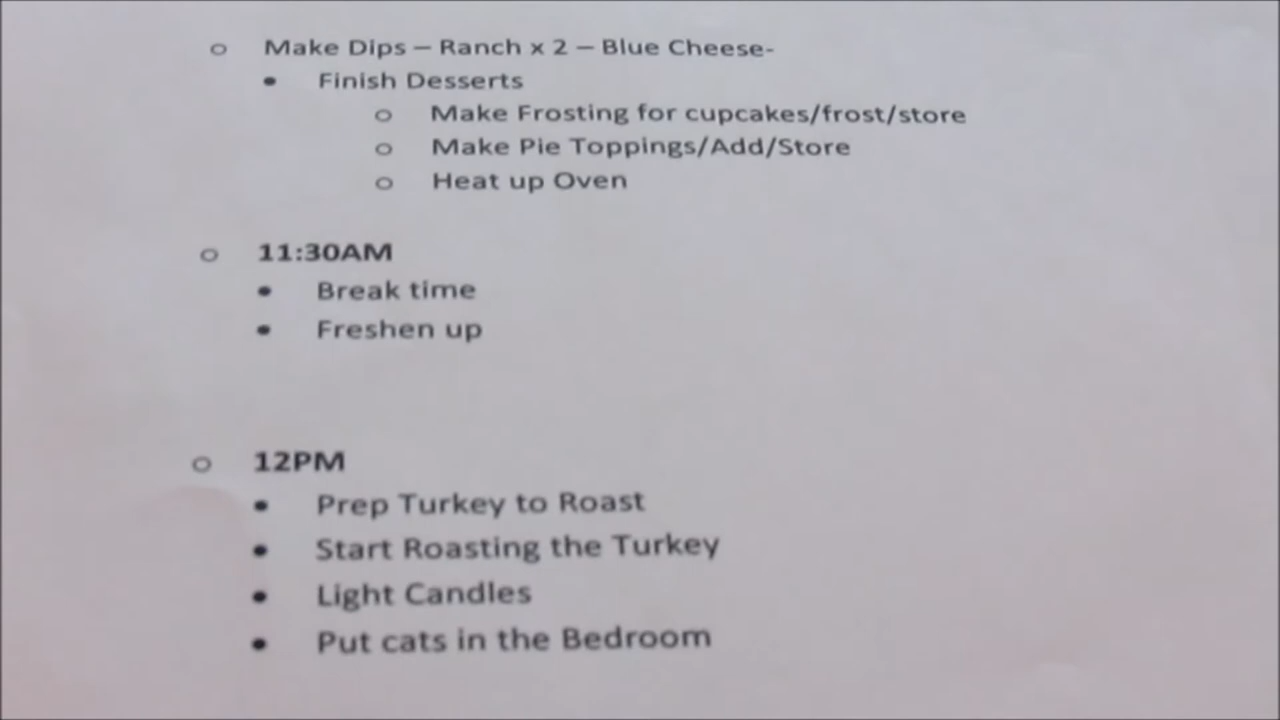 Make Dips – Ranch x 2 – Blue Cheese-
Finish Desserts
Make Frosting for cupcakes/frost/store
Make Pie Toppings/Add/Store
Heat up Oven
11:30AM
Break time
Freshen up
12PM
Prep Turkey to Roast
Start Roasting the Turkey
Light Candles
Put cats in the Bedroom